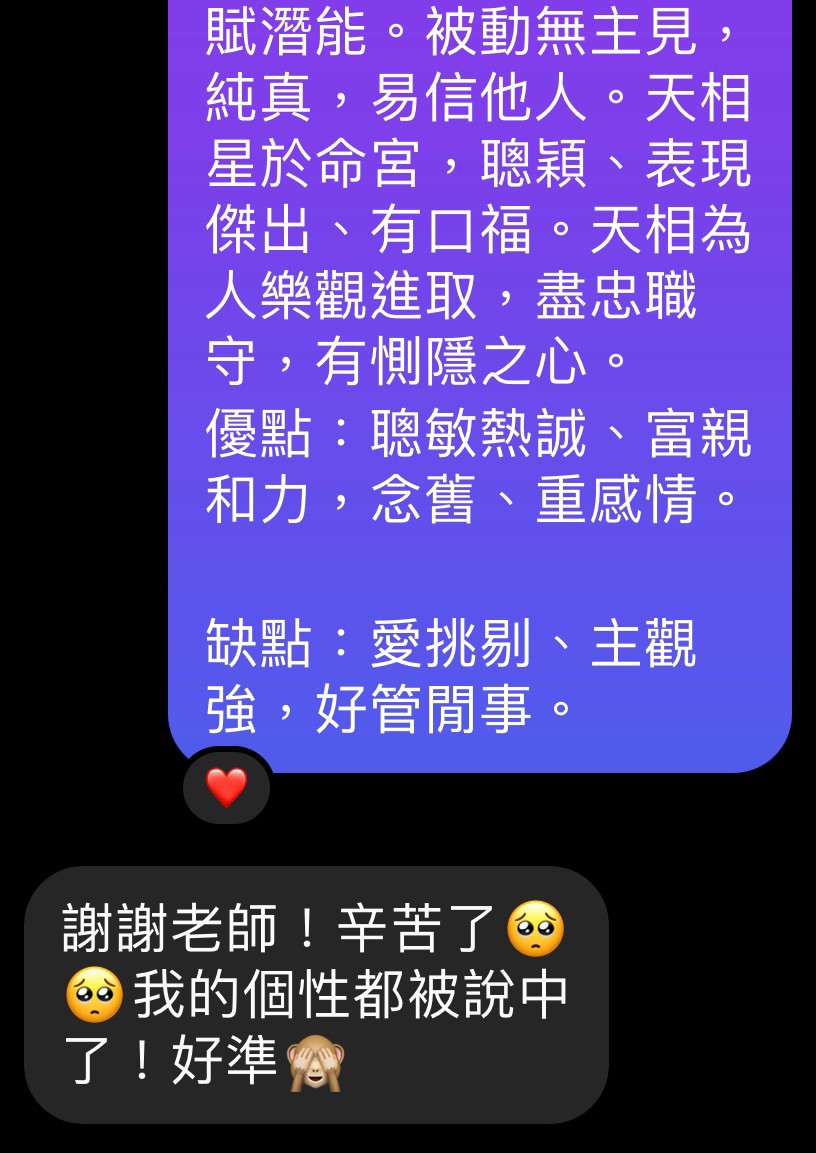 賦潛能。被動無主見，
純真，易信他人。天相
星於命宮，聰穎、表現
傑出、有口福。天相為
人樂觀進取，盡忠職
守，有惻隱之心。
優點：聰敏熱誠、富親
和力，念舊、重感情。
缺點：愛挑剔、主觀
強，好管閒事。
❤️
謝謝老師！辛苦了🥺
🥺我的個性都被說中
了！好準🙈